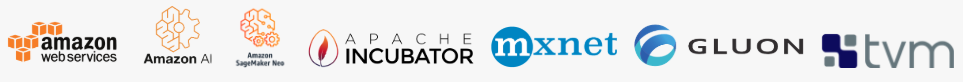 amazon
web services
Amazon AI
Amazon
SageMaker Neo
APACHE
INCUBATOR
mxnet
GLUON
tvm